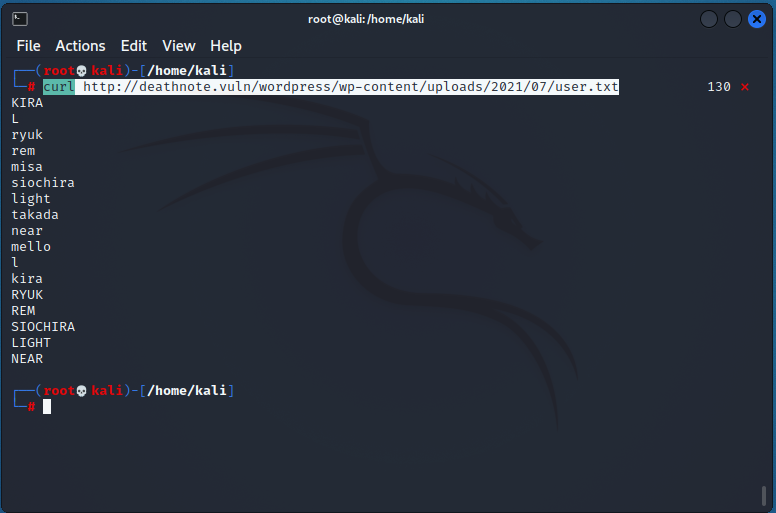 root@kali: /home/kali
File Actions Edit View Help
┌──(root💀kali)-[/home/kali]
└─# curl http://deathnote.vuln/wordpress/wp-content/uploads/2021/07/user.txt 130 ⨯
KIRA
L
ryuk
rem
misa
siochira
light
takada
near
mello
l
kira
RYUK
REM
SIOCHIRA
LIGHT
NEAR
┌──(root💀kali)-[/home/kali]
└─#